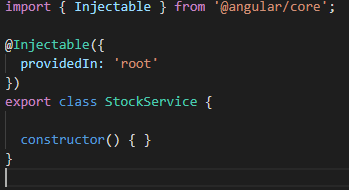 import { Injectable } from '@angular/core';
@Injectable({
  providedIn: 'root'
})
export class StockService {
  constructor() { }
}